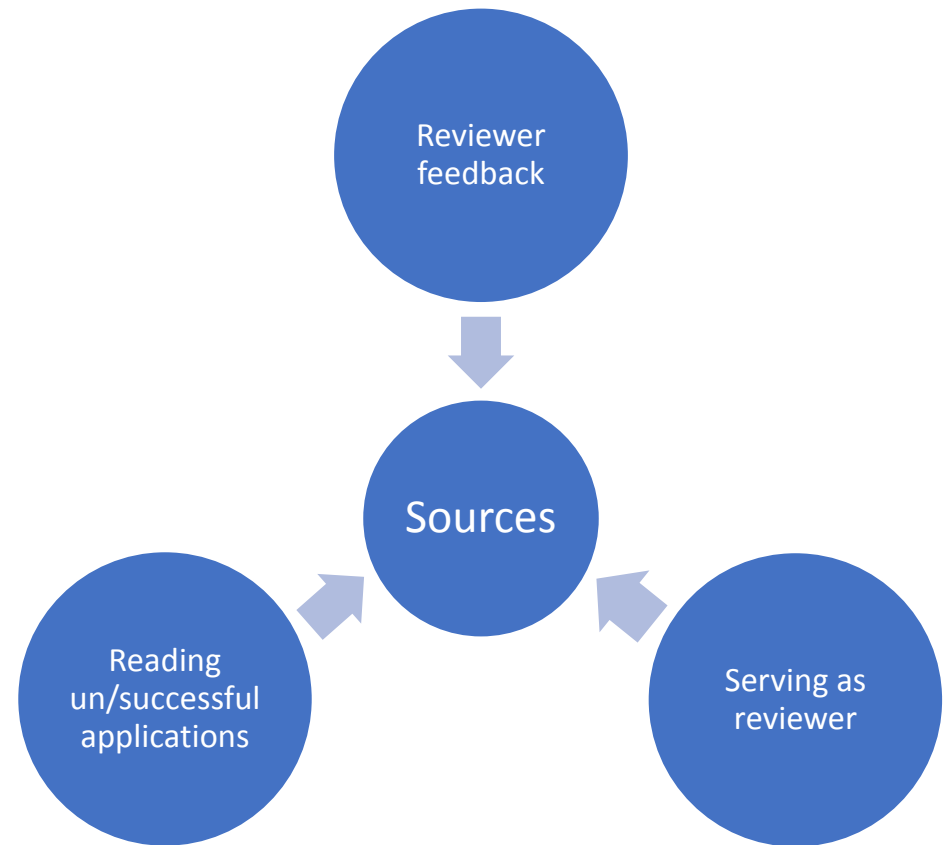 Reviewer
feedback
Sources
Reading
un/successful
applications
Serving as
reviewer